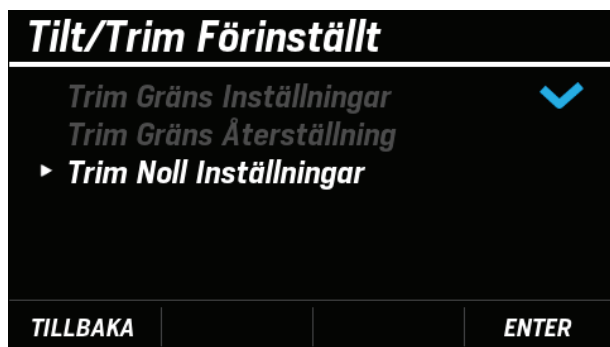 Tilt/Trim Förinställt
Trim Gräns Inställningar
Trim Gräns Återställning
Trim Noll Inställningar
TILLBAKA ENTER